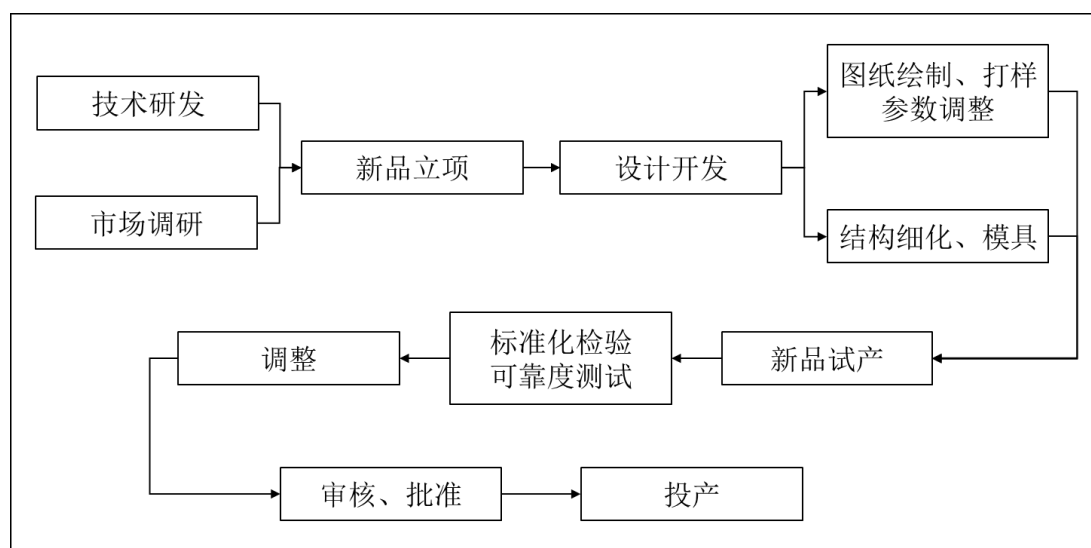 技术研发
市场调研
新品立项
设计开发
图纸绘制、打样
参数调整
结构细化、模具
新品试产
标准化检验
可靠度测试
调整
审核、批准
投产